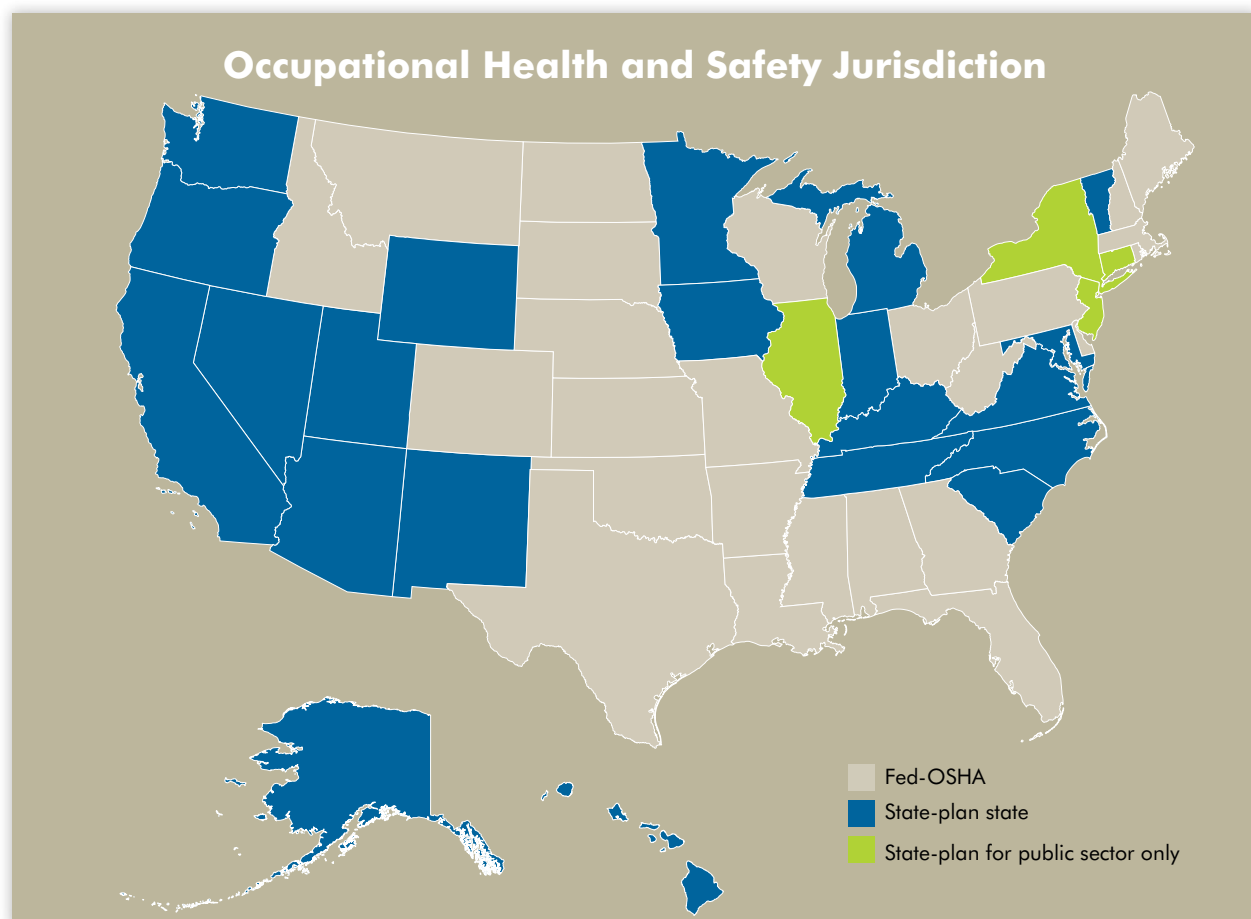 Occupational Health and Safety Jurisdiction
Fed-OSHA
State-plan state
State-plan for public sector only